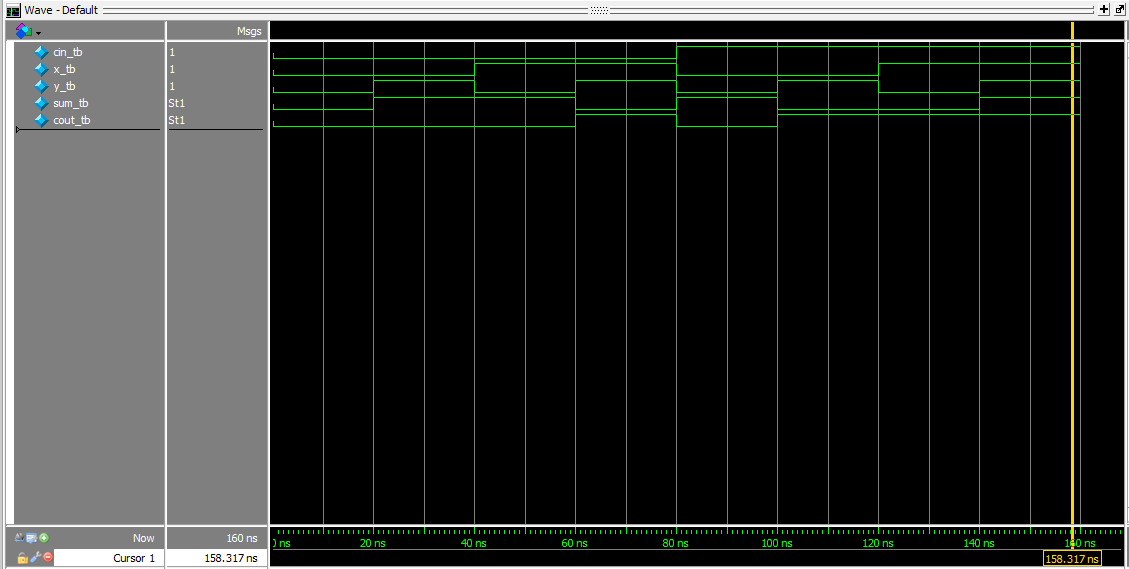 Wave - Default
Msgs
cin_tb 1
x_tb 1
y_tb 1
sum_tb St1
cout_tb St1
Now 160 ns
0 ns 20 ns 40 ns 60 ns 80 ns 100 ns 120 ns 140 ns 160 ns
Cursor 1 158.317 ns
158.317 ns